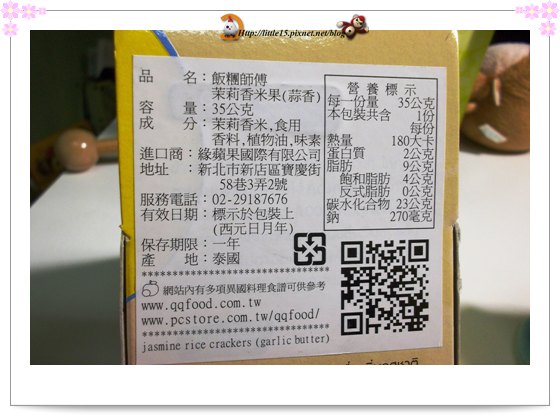 Http://little15.pixnet.net/blog
品 名：飯糰師傅
茉莉香米果(蒜香)
容 量：35公克
成 分：茉莉香米,食用
香料,植物油,味素
進口商：緣蘋果國際有限公司
地址 ：新北市新店區寶慶街
58巷3弄2號
服務電話：02-29187676
有效日期：標示於包裝上
(西元日月年)
保存期限：一年
產 地：泰國
營 養 標 示
每一份量 35公克
本包裝共含 1份
每份
熱量 180大卡
蛋白質 2公克
脂肪 9公克
飽和脂肪 4公克
反式脂肪 0公克
碳水化合物 23公克
鈉 270毫克
********************************
網站內有多項異國料理食譜可供參考
www.qqfood.com.tw
www.pcstore.com.tw/qqfood/
********************************
jasmine rice crackers (garlic butter)